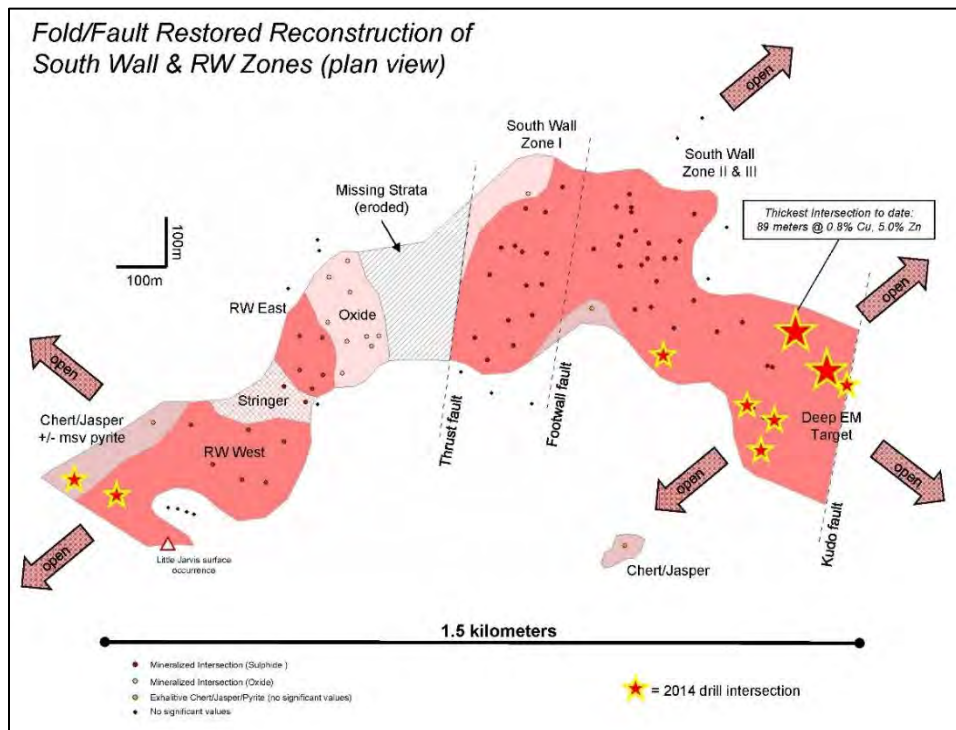 Fold/Fault Restored Reconstruction of
South Wall & RW Zones (plan view)
open
South Wall
Zone I
South Wall
Zone II & III
Missing Strata
(eroded)
Thickest Intersection to date:
89 meters @ 0.8% Cu, 5.0% Zn
100m
100m
open
RW East
Oxide
open
Stringer
Chert/Jasper
+/- msv pyrite
RW West
Thrust fault
Footwall fault
Deep EM
Target
open
open
Kudo fault
open
Little Jarvis surface
occurrence
Chert/Jasper
1.5 kilometers
Mineralized Intersection (Sulphide )
Mineralized Intersection (Oxide)
Exhalitive Chert/Jasper/Pyrite (no significant values)
No significant values
= 2014 drill intersection